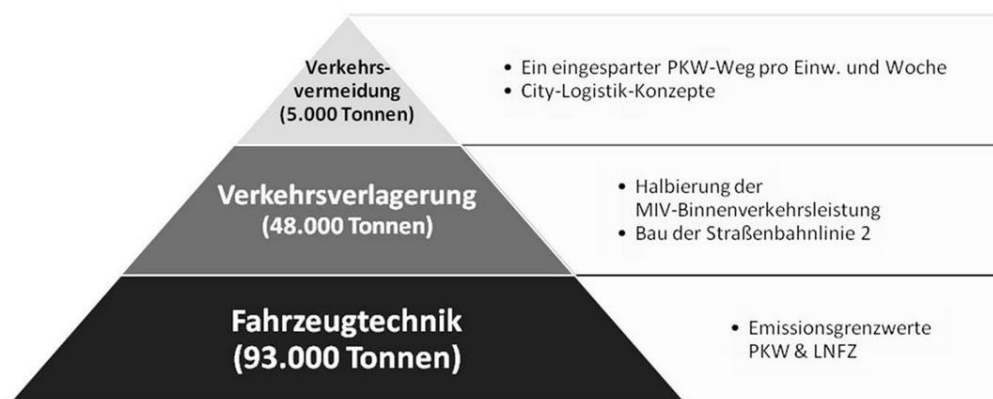 Verkehrs-
vermeidung
(5.000 Tonnen)
• Ein eingesparter PKW-Weg pro Einw. und Woche
• City-Logistik-Konzepte
Verkehrsverlagerung
(48.000 Tonnen)
• Halbierung der
MIV-Binnenverkehrsleistung
• Bau der Straßenbahnlinie 2
Fahrzeugtechnik
(93.000 Tonnen)
• Emissionsgrenzwerte
PKW & LNFZ